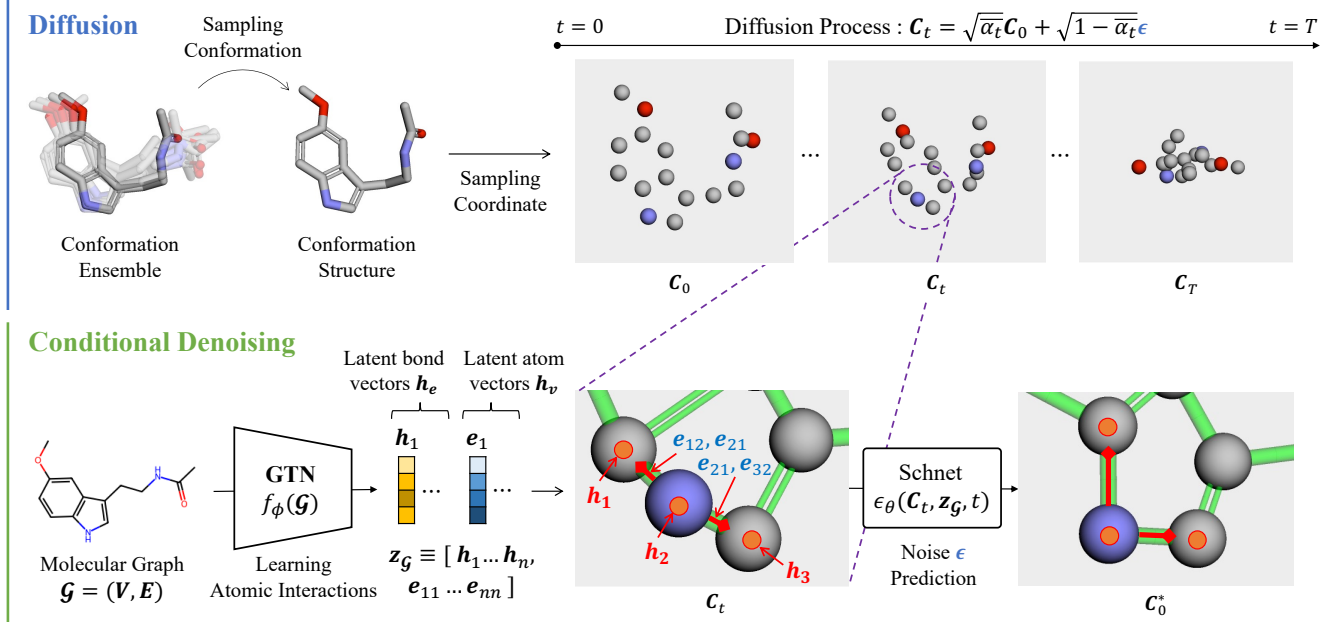 Diffusion
Sampling
Conformation
t = 0
Diffusion Process : C_t = √ᾱ_t C_0 + √1 − ᾱ_t ϵ
t = T
Sampling
Coordinate
...
...
Conformation
Ensemble
Conformation
Structure
C_0
C_t
C_T
Conditional Denoising
Latent bond
vectors h_e
Latent atom
vectors h_v
h_1
e_1
...
...
O
H
N
O
N
H
GTN
f_ϕ(G)
Molecular Graph
G = (V, E)
Learning
Atomic Interactions
z_G ≡ [ h_1 … h_n,
e_11 … e_nn ]
e_12, e_21
e_21, e_32
h_1
h_2
h_3
C_t
Schnet
ϵ_θ(C_t, z_G, t)
Noise ϵ
Prediction
C_0^*